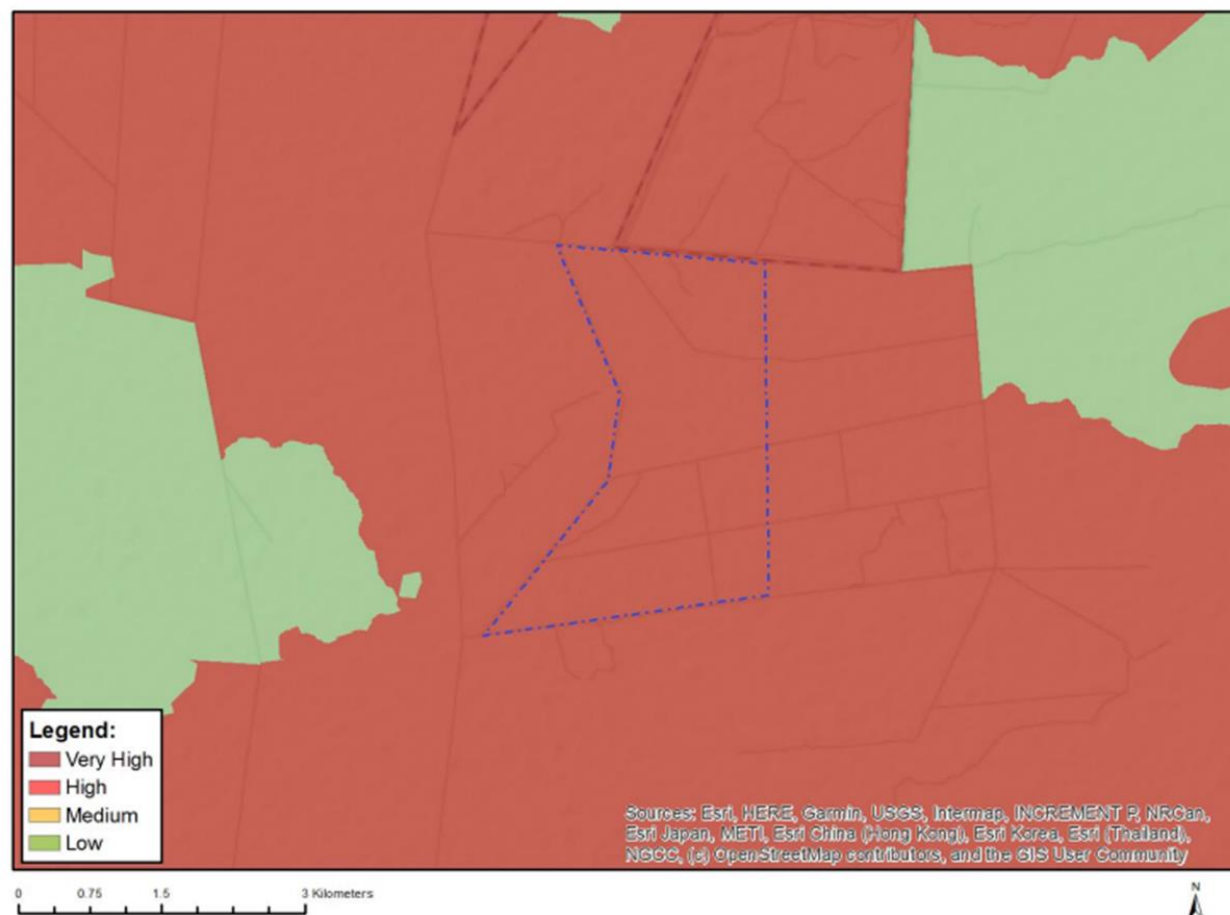 Legend:
Very High
High
Medium
Low
Sources: Esri, HERE, Garmin, USGS, Intermap, INCREMENT P, NRCan,
Esri Japan, METI, Esri China (Hong Kong), Esri Korea, Esri (Thailand),
NGCC, (c) OpenStreetMap contributors, and the GIS User Community
0 0.75 1.5 3 Kilometers
N